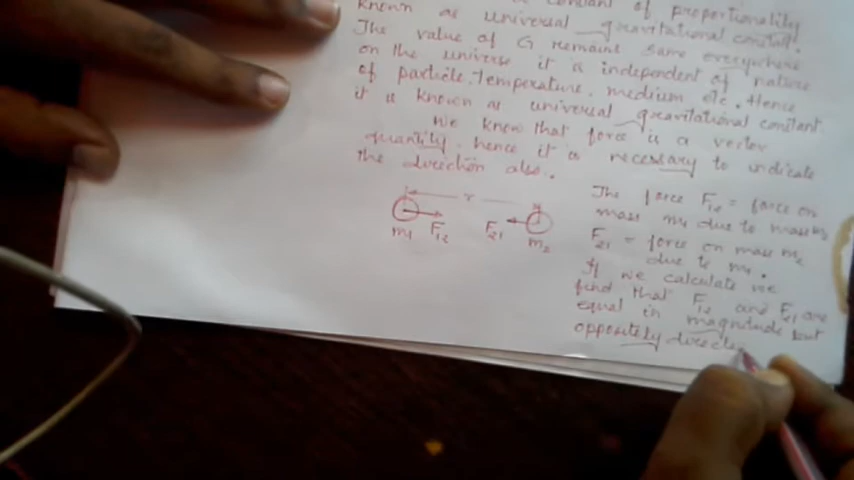 constant of proportionality
known as universal gravitational constant.
The value of G remains same everywhere
on the universe it is independent of nature
of particle, temperature, medium etc. Hence
it is known as universal gravitational constant
We know that force is a vector
quantity, hence it is necessary to indicate
the direction also.
r
m1 F12 F21 m2
The force F12 = force on
mass m1 due to mass m2
F21 = force on mass m2
due to m1.
If we calculate we
find that F12 and F21 are
equal in magnitude but
oppositely directe